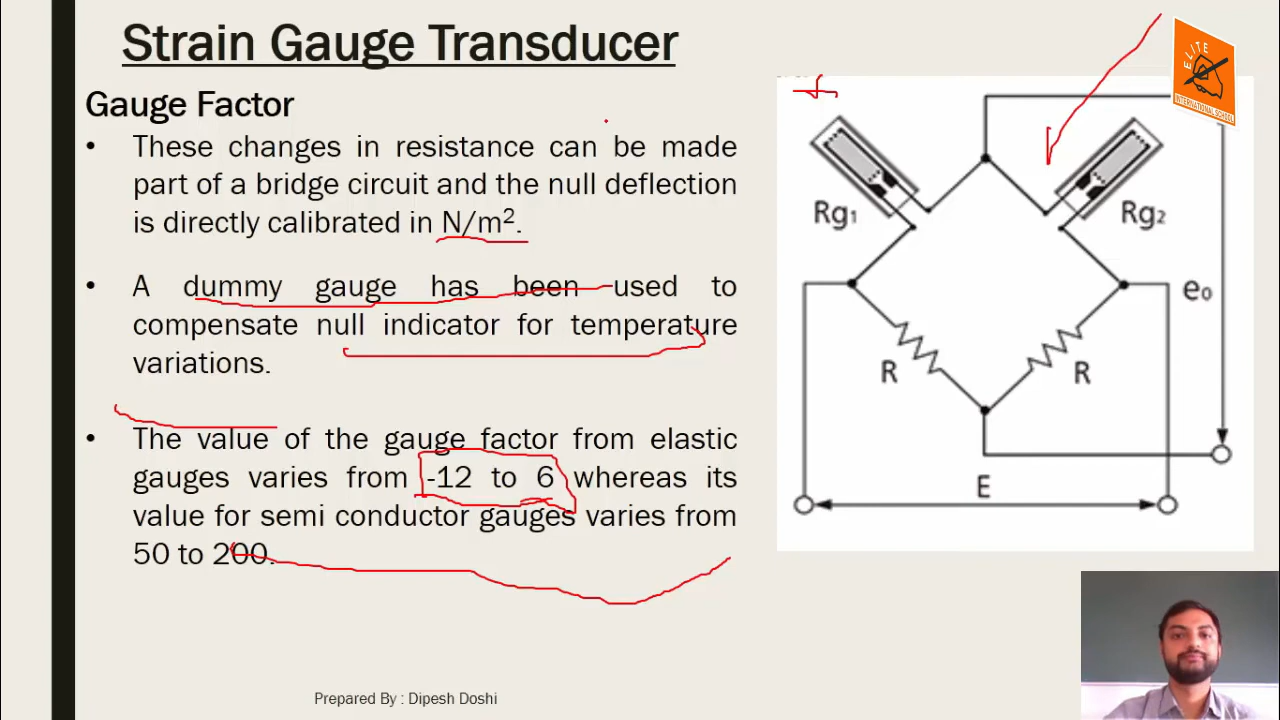 Strain Gauge Transducer
Gauge Factor
• These changes in resistance can be made
part of a bridge circuit and the null deflection
is directly calibrated in N/m².
• A dummy gauge has been used to
compensate null indicator for temperature
variations.
• The value of the gauge factor from elastic
gauges varies from -12 to 6 whereas its
value for semi conductor gauges varies from
50 to 200.
ELITE
INTERNATIONAL SCHOOL
Rg₁
Rg₂
e₀
R
R
E
Prepared By : Dipesh Doshi